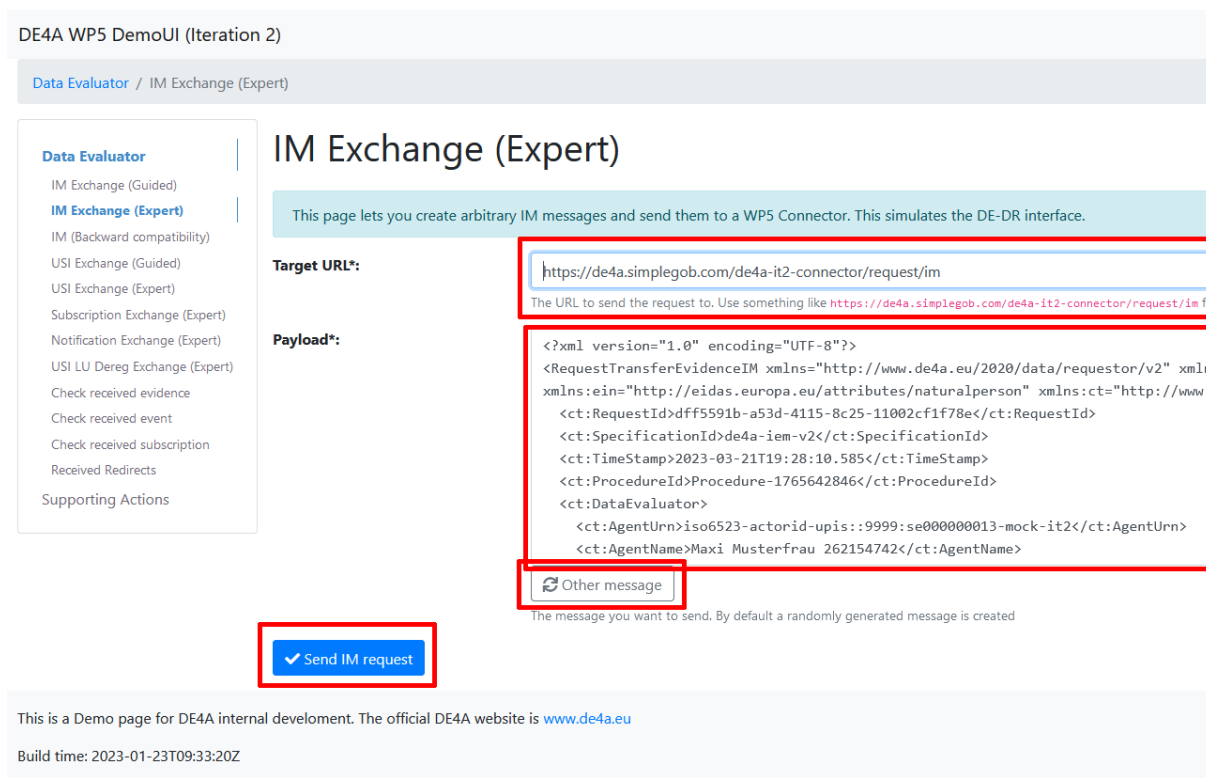 DE4A WP5 DemoUI (Iteration 2)
Data Evaluator / IM Exchange (Expert)
Data Evaluator
IM Exchange (Guided)
IM Exchange (Expert)
IM (Backward compatibility)
USI Exchange (Guided)
USI Exchange (Expert)
Subscription Exchange (Expert)
Notification Exchange (Expert)
USI LU Dereg Exchange (Expert)
Check received evidence
Check received event
Check received subscription
Received Redirects
Supporting Actions
IM Exchange (Expert)
This page lets you create arbitrary IM messages and send them to a WP5 Connector. This simulates the DE-DR interface.
Target URL*:
https://de4a.simplegob.com/de4a-it2-connector/request/im
The URL to send the request to. Use something like https://de4a.simplegob.com/de4a-it2-connector/request/im f
Payload*:
<?xml version="1.0" encoding="UTF-8"?>
<RequestTransferEvidenceIM xmlns="http://www.de4a.eu/2020/data/requestor/v2" xmln
xmlns:ein="http://eidas.europa.eu/attributes/naturalperson" xmlns:ct="http://www
<ct:RequestId>dff5591b-a53d-4115-8c25-11002cf1f78e</ct:RequestId>
<ct:SpecificationId>de4a-iem-v2</ct:SpecificationId>
<ct:TimeStamp>2023-03-21T19:28:10.585</ct:TimeStamp>
<ct:ProcedureId>Procedure-1765642846</ct:ProcedureId>
<ct:DataEvaluator>
<ct:AgentUrn>iso6523-actorid-upis::9999:se000000013-mock-it2</ct:AgentUrn>
<ct:AgentName>Maxi Musterfrau 262154742</ct:AgentName>
Other message
The message you want to send. By default a randomly generated message is created
Send IM request
This is a Demo page for DE4A internal develoment. The official DE4A website is www.de4a.eu
Build time: 2023-01-23T09:33:20Z